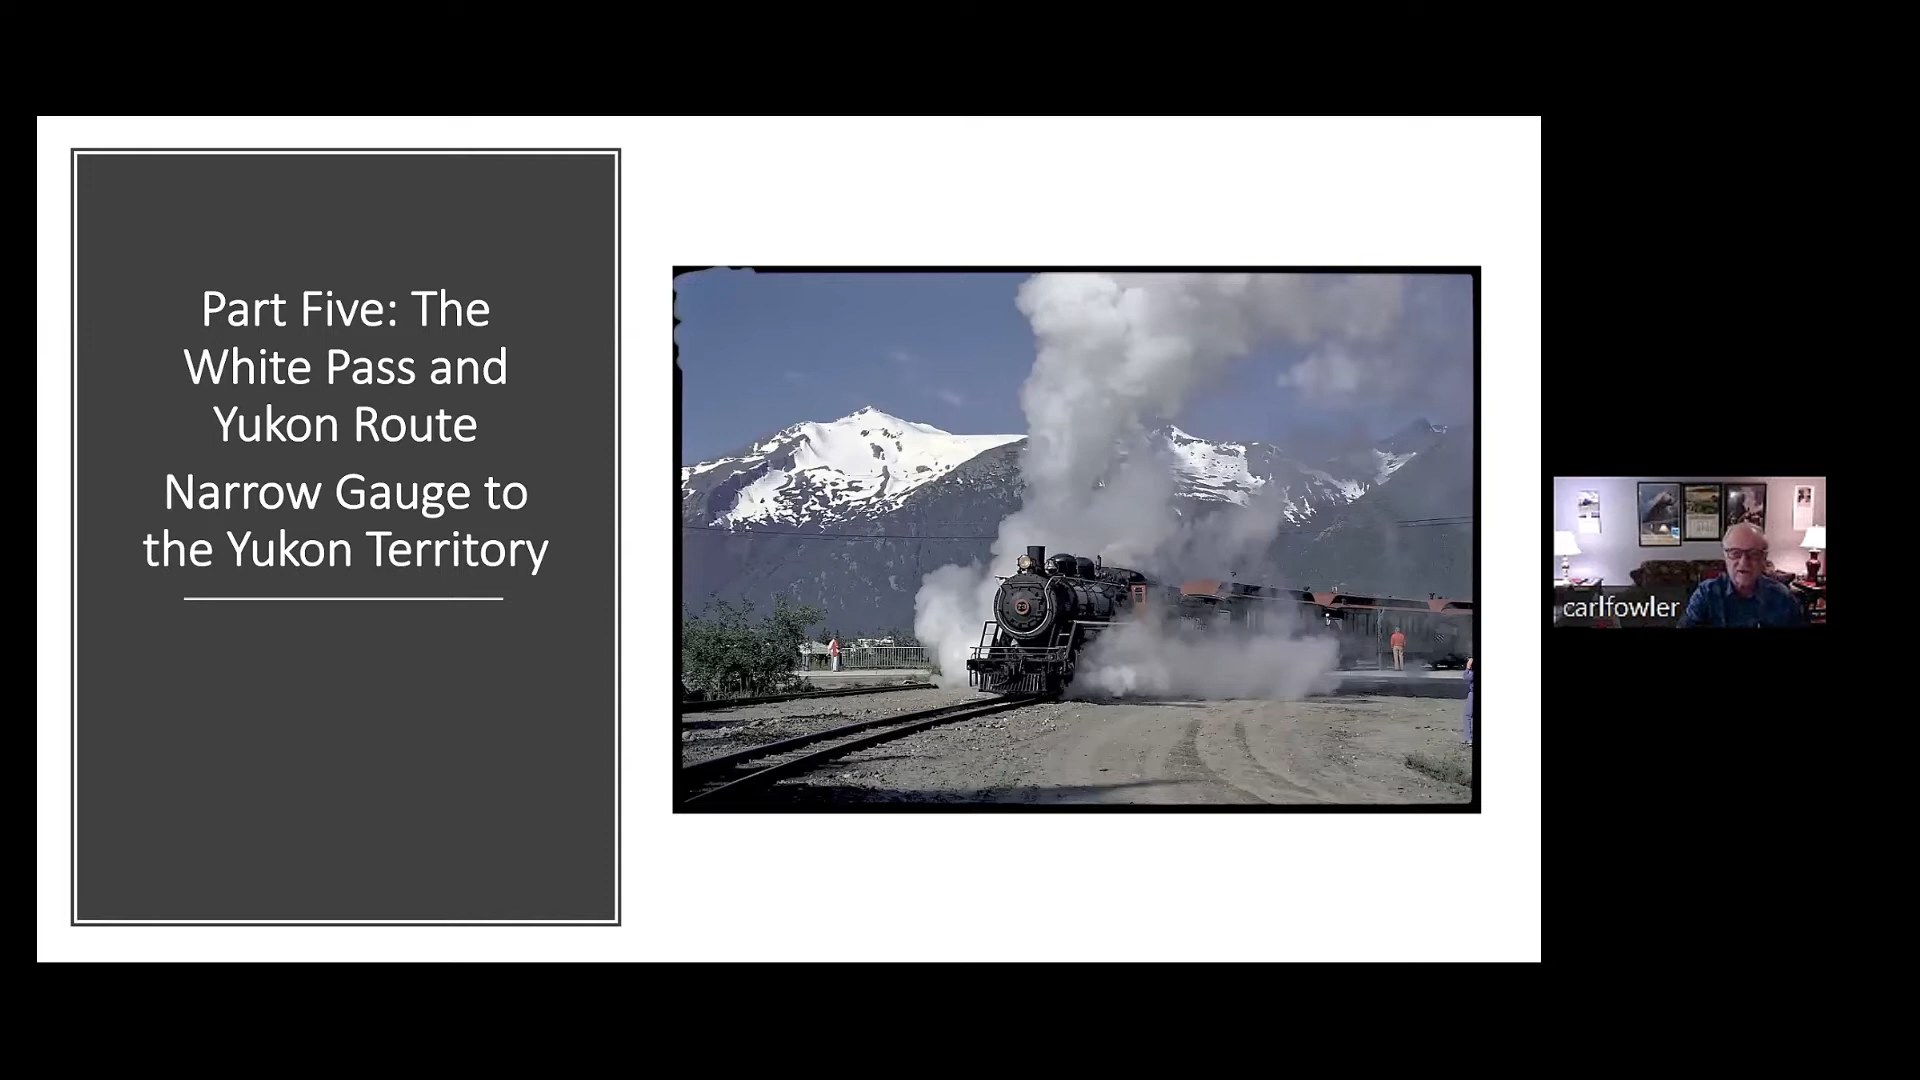 Part Five: The
White Pass and
Yukon Route
Narrow Gauge to
the Yukon Territory
carlfowler